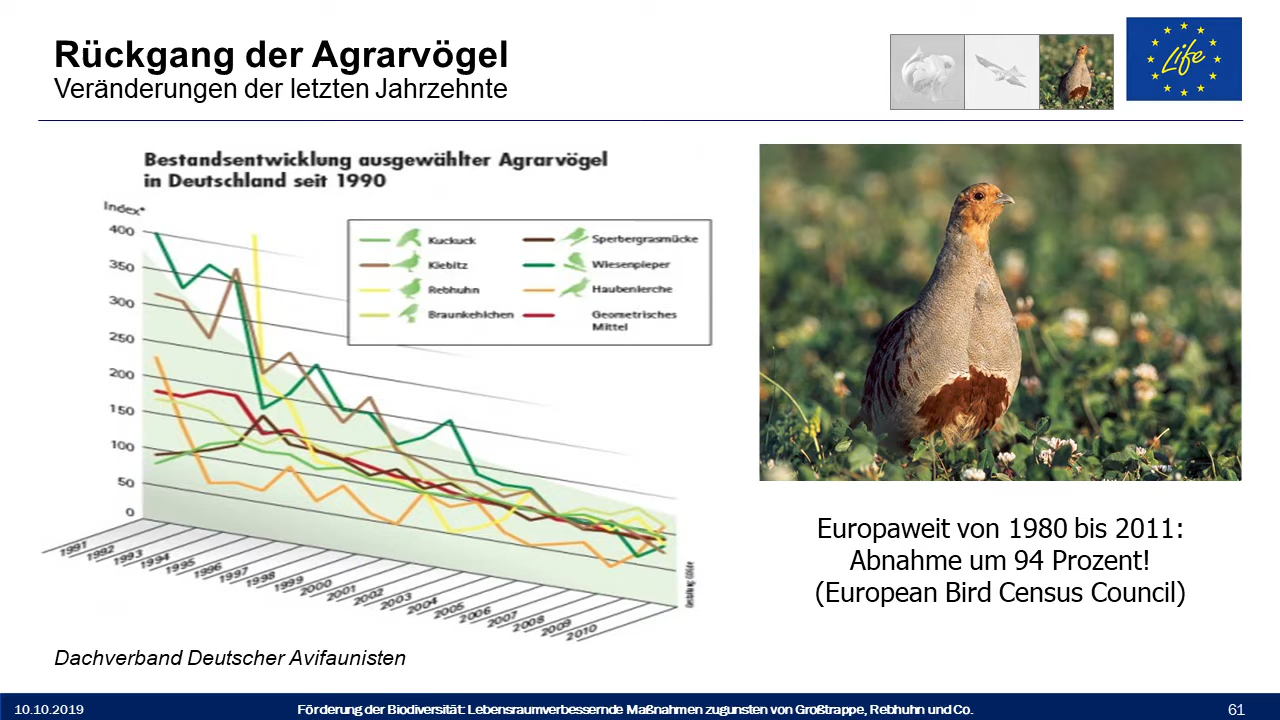 Rückgang der Agrarvögel
Veränderungen der letzten Jahrzehnte
Life
Bestandsentwicklung ausgewählter Agrarvögel
in Deutschland seit 1990
Index*
400
350
300
250
200
150
100
50
0
Kuckuck
Kiebitz
Rebhuhn
Braunkehlchen
Sperbergrasmücke
Wiesenpieper
Haubenlerche
Geometrisches
Mittel
1991
1992
1993
1994
1995
1996
1997
1998
1999
2000
2001
2002
2003
2004
2005
2006
2007
2008
2009
2010
Europaweit von 1980 bis 2011:
Abnahme um 94 Prozent!
(European Bird Census Council)
Dachverband Deutscher Avifaunisten
10.10.2019
Förderung der Biodiversität: Lebensraumverbessernde Maßnahmen zugunsten von Großtrappe, Rebhuhn und Co.
61